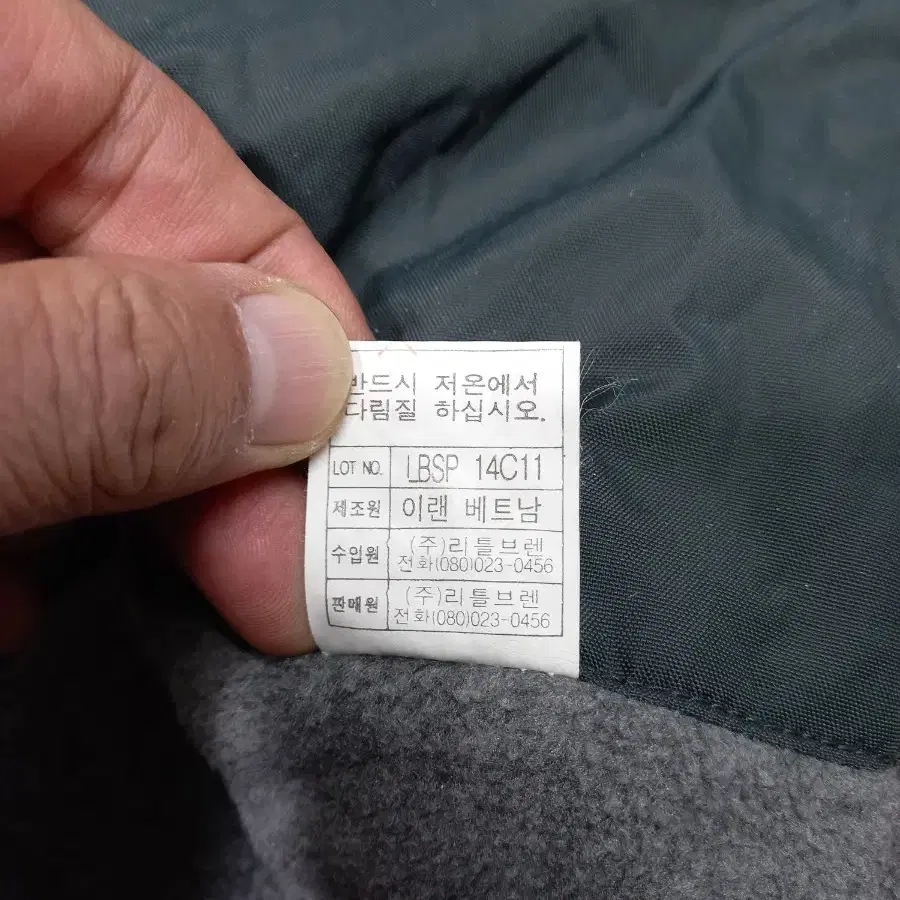 반드시 저온에서
다림질 하십시오.
LOT NO. LBSP 14C11
제조원 이랜 베트남
수입원 (주)리틀브렌
전화(080)023-0456
판매원 (주)리틀브렌
전화(080)023-0456